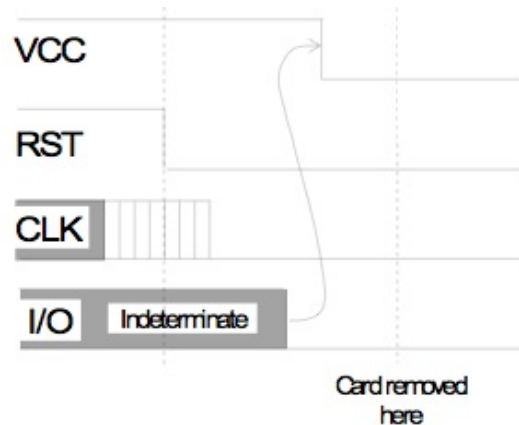 VCC
RST
CLK
I/O Indeterminate
Card removed
here